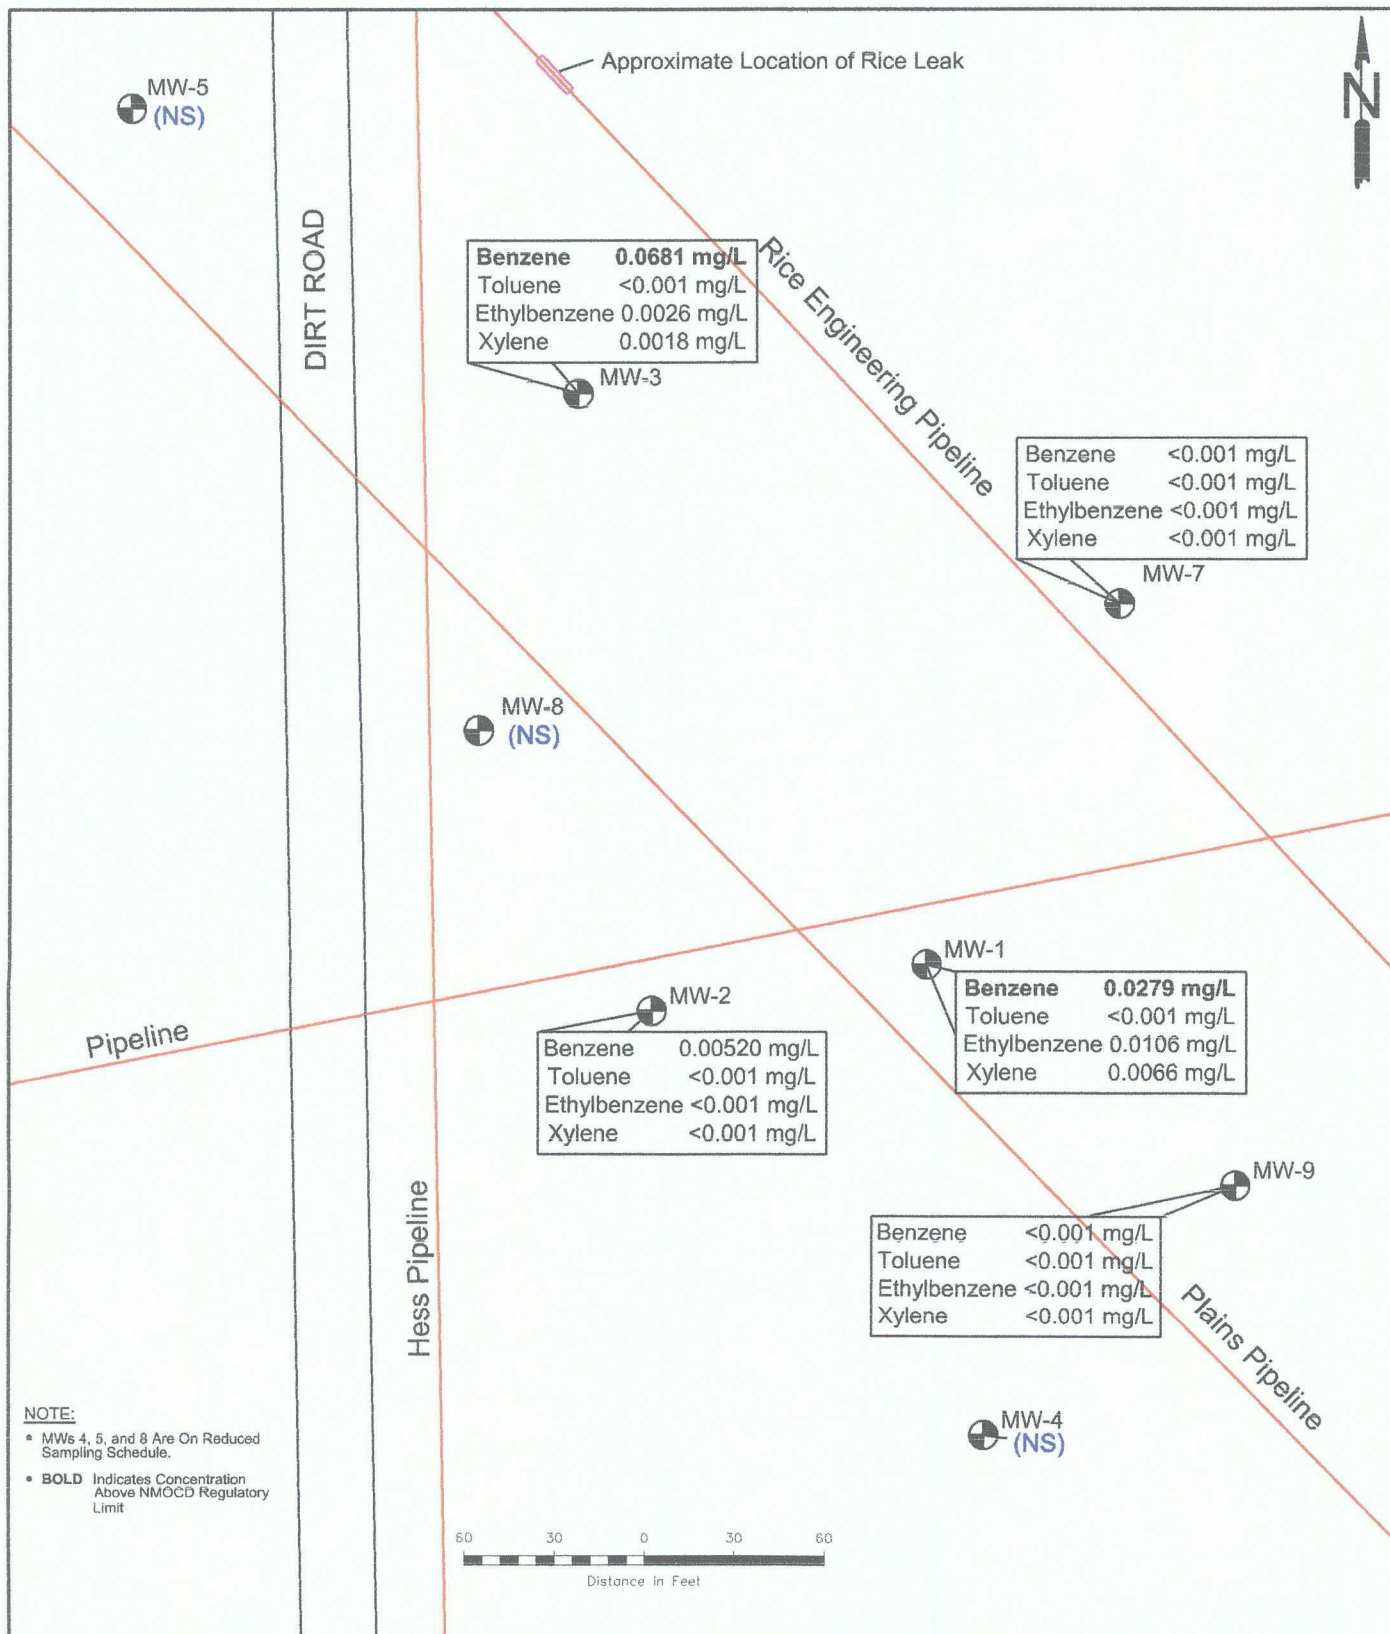 Approximate Location of Rice Leak
N
MW-5
(NS)
DIRT ROAD
Benzene 0.0681 mg/L
Toluene <0.001 mg/L
Ethylbenzene 0.0026 mg/L
Xylene 0.0018 mg/L
MW-3
Rice Engineering Pipeline
Benzene <0.001 mg/L
Toluene <0.001 mg/L
Ethylbenzene <0.001 mg/L
Xylene <0.001 mg/L
MW-7
MW-8
(NS)
MW-1
Benzene 0.0279 mg/L
Toluene <0.001 mg/L
Ethylbenzene 0.0106 mg/L
Xylene 0.0066 mg/L
MW-2
Benzene 0.00520 mg/L
Toluene <0.001 mg/L
Ethylbenzene <0.001 mg/L
Xylene <0.001 mg/L
Pipeline
Hess Pipeline
MW-9
Benzene <0.001 mg/L
Toluene <0.001 mg/L
Ethylbenzene <0.001 mg/L
Xylene <0.001 mg/L
Plains Pipeline
MW-4
(NS)
NOTE:
• MWs 4, 5, and 8 Are On Reduced
Sampling Schedule.
• BOLD Indicates Concentration
Above NMOCD Regulatory
Limit
60 30 0 30 60
Distance in Feet